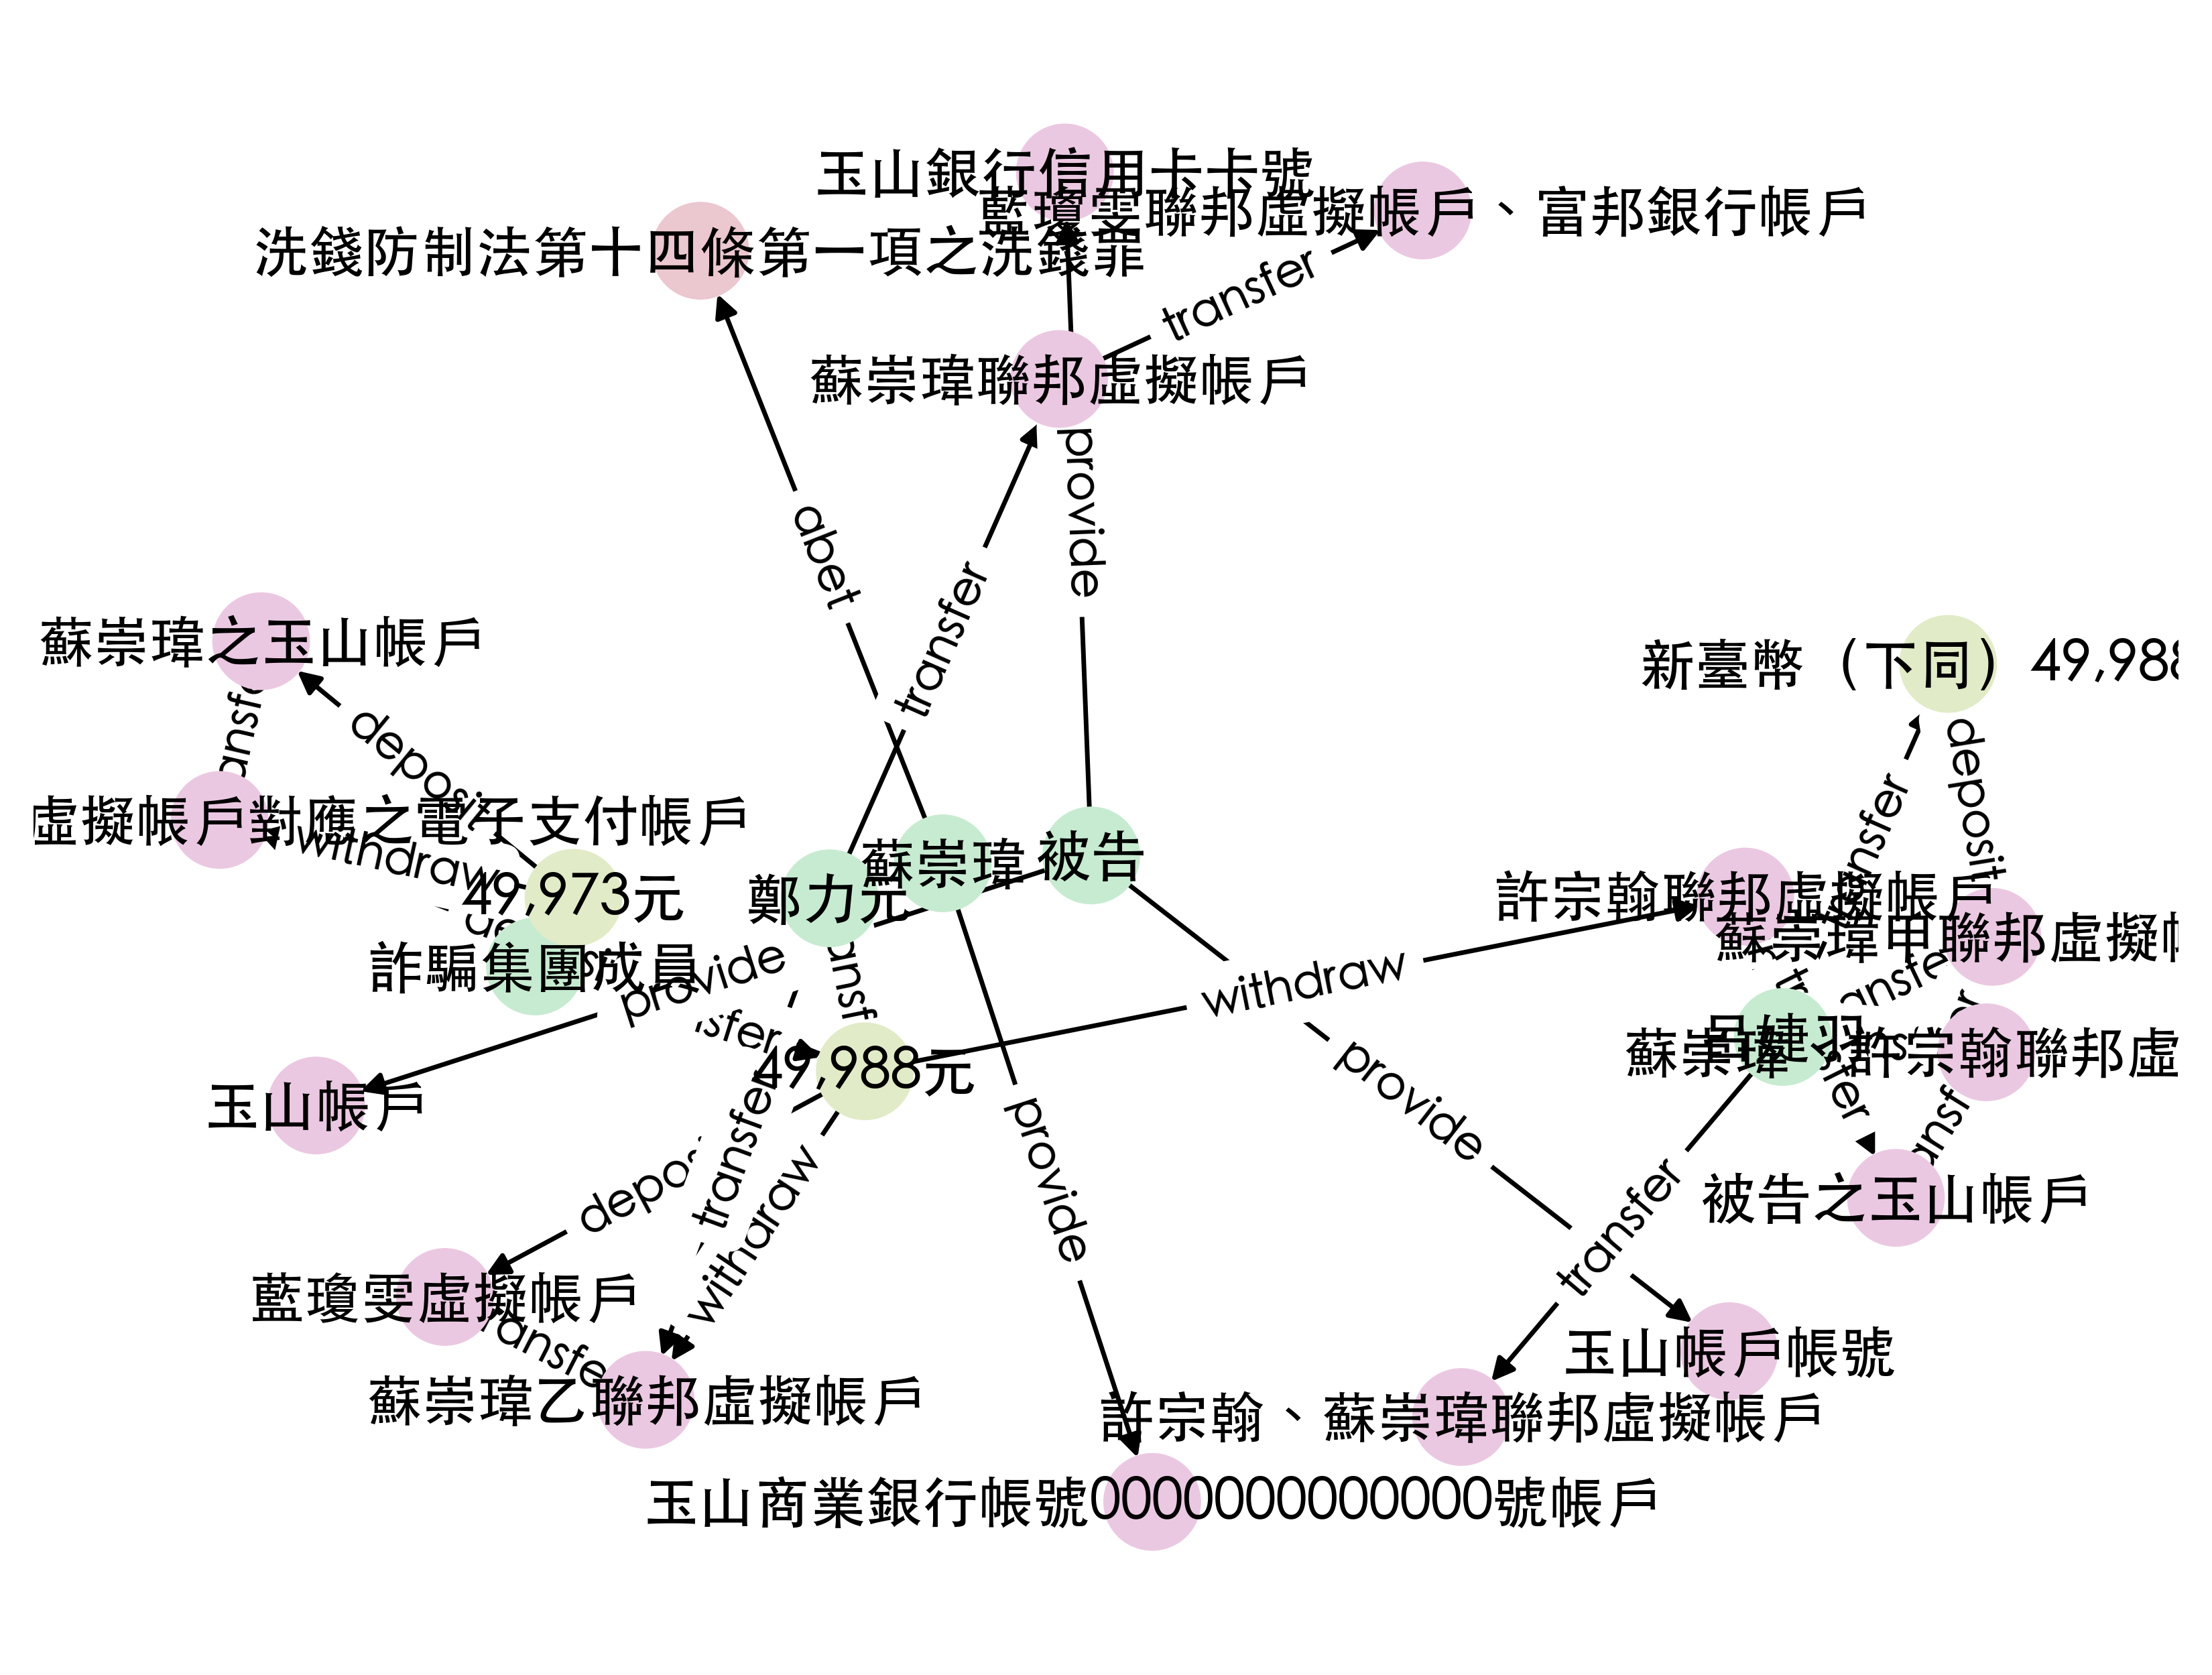 玉山銀行信用卡卡號
藍瓊雯聯邦虛擬帳戶、富邦銀行帳戶
洗錢防制法第十四條第一項之洗錢罪
transfer
蘇崇瑋聯邦虛擬帳戶
provide
abet
transfer
蘇崇瑋之玉山帳戶
新臺幣（下同）49,988
deposit
deposit
虛擬帳戶對應之電子支付帳戶
withdraw
49,973元
鄭力元
蘇崇瑋
被告
許宗翰聯邦虛擬帳戶
蘇崇瑋甲聯邦虛擬
詐騙集團成員
provide
withdraw
蘇崇瑋、許宗翰聯邦虛
呂婕羽
49,988元
玉山帳戶
provide
provide
transfer
withdraw
transfer
被告之玉山帳戶
藍瓊雯虛擬帳戶
玉山帳戶帳號
蘇崇瑋乙聯邦虛擬帳戶
許宗翰、蘇崇瑋聯邦虛擬帳戶
玉山商業銀行帳號0000000000000號帳戶